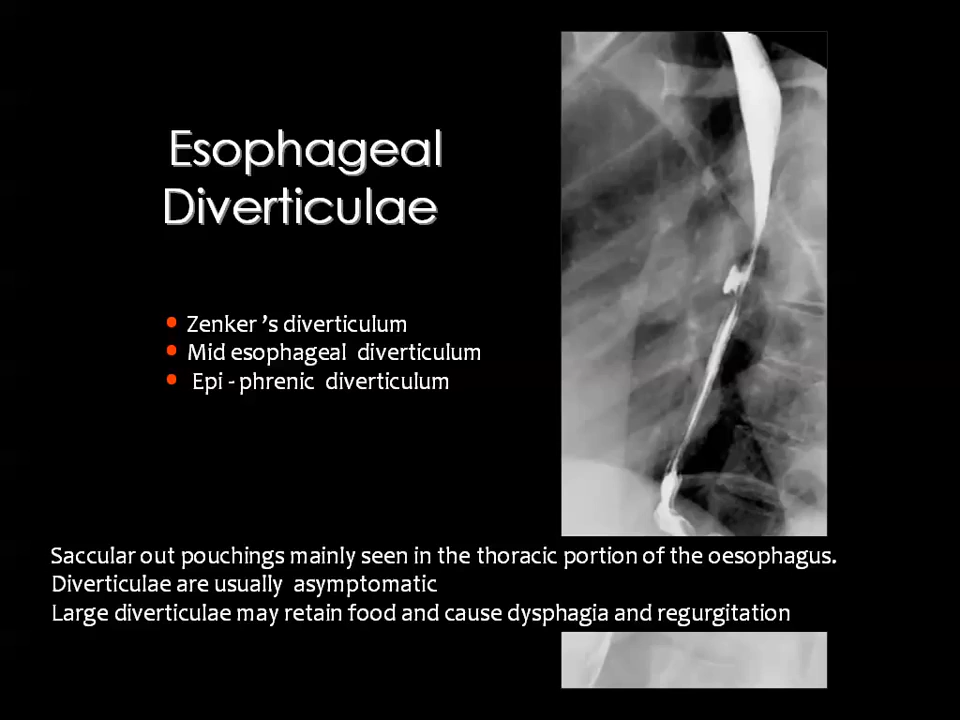 Esophageal
Diverticulae
• Zenker ’s diverticulum
• Mid esophageal diverticulum
• Epi - phrenic diverticulum
Saccular out pouchings mainly seen in the thoracic portion of the oesophagus.
Diverticulae are usually asymptomatic
Large diverticulae may retain food and cause dysphagia and regurgitation